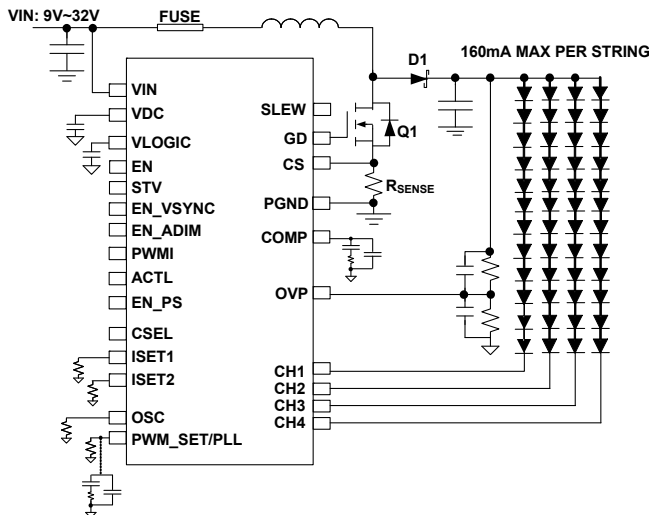 VIN: 9V~32V
FUSE
D1
160mA MAX PER STRING
VIN
VDC
VLOGIC
EN
STV
EN_VSYNC
EN_ADIM
PWMI
ACTL
EN_PS
CSEL
ISET1
ISET2
OSC
PWM_SET/PLL
SLEW
GD
Q1
CS
RSENSE
PGND
COMP
OVP
CH1
CH2
CH3
CH4